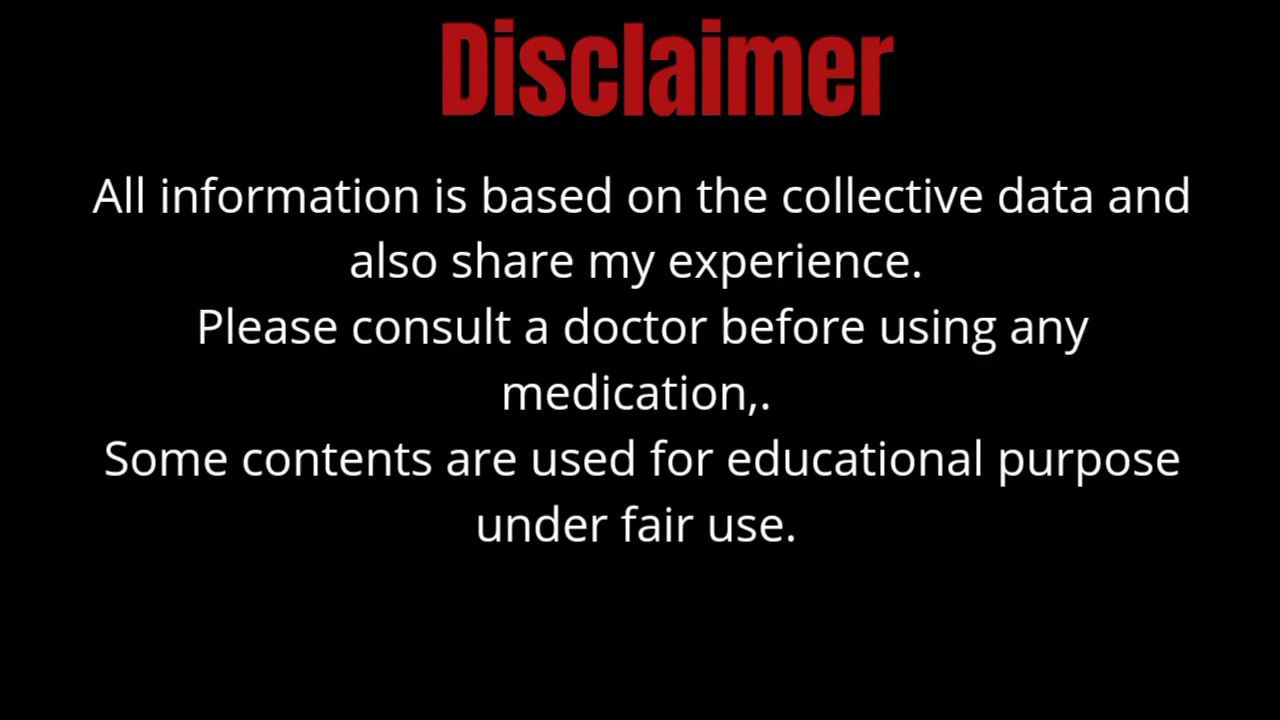 Disclaimer
All information is based on the collective data and
also share my experience.
Please consult a doctor before using any
medication,.
Some contents are used for educational purpose
under fair use.